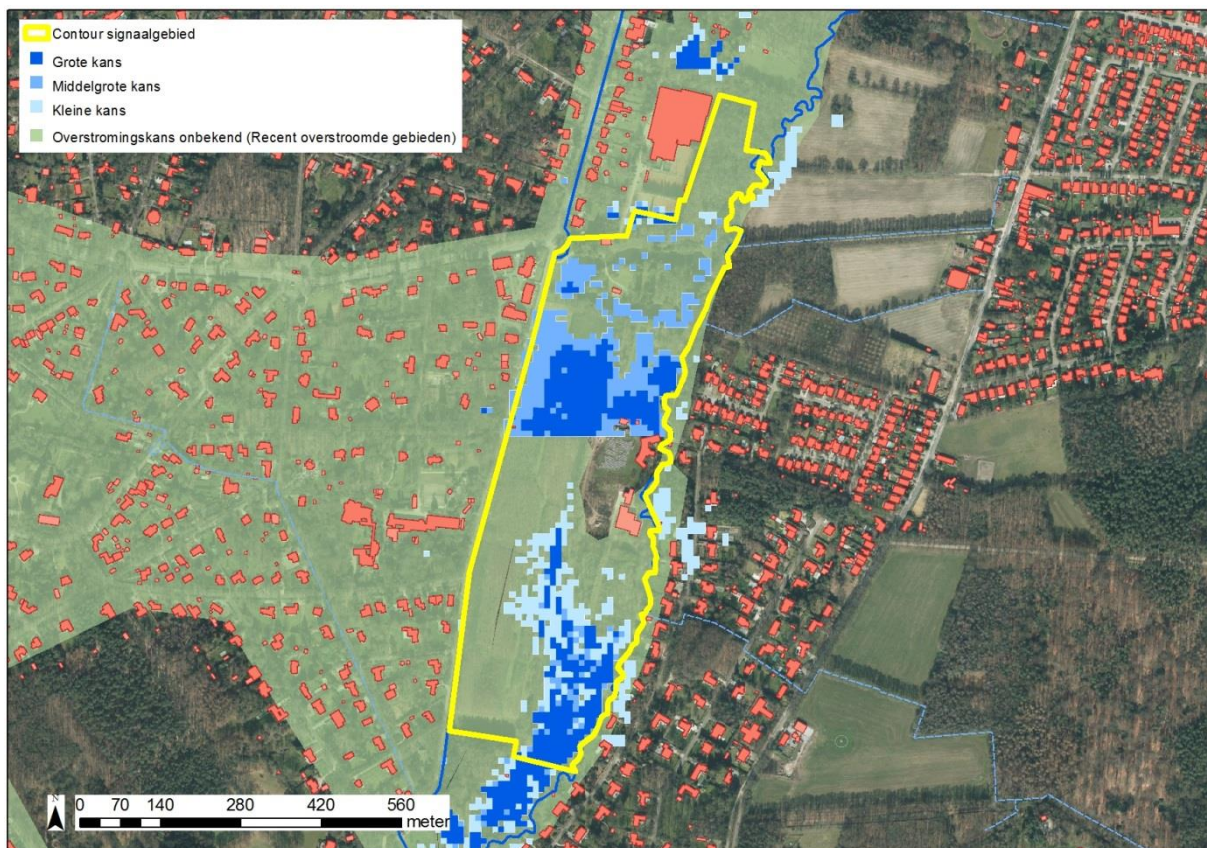 Contour signaalgebied
Grote kans
Middelgrote kans
Kleine kans
Overstromingskans onbekend (Recent overstroomde gebieden)
0 70 140 280 420 560
meter